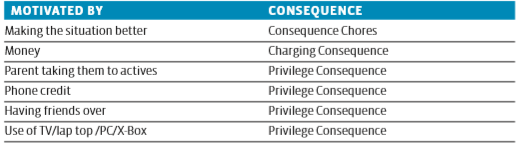 MOTIVATED BY CONSEQUENCE
Making the situation better Consequence Chores
Money Charging Consequence
Parent taking them to actives Privilege Consequence
Phone credit Privilege Consequence
Having friends over Privilege Consequence
Use of TV/lap top /PC/X-Box Privilege Consequence